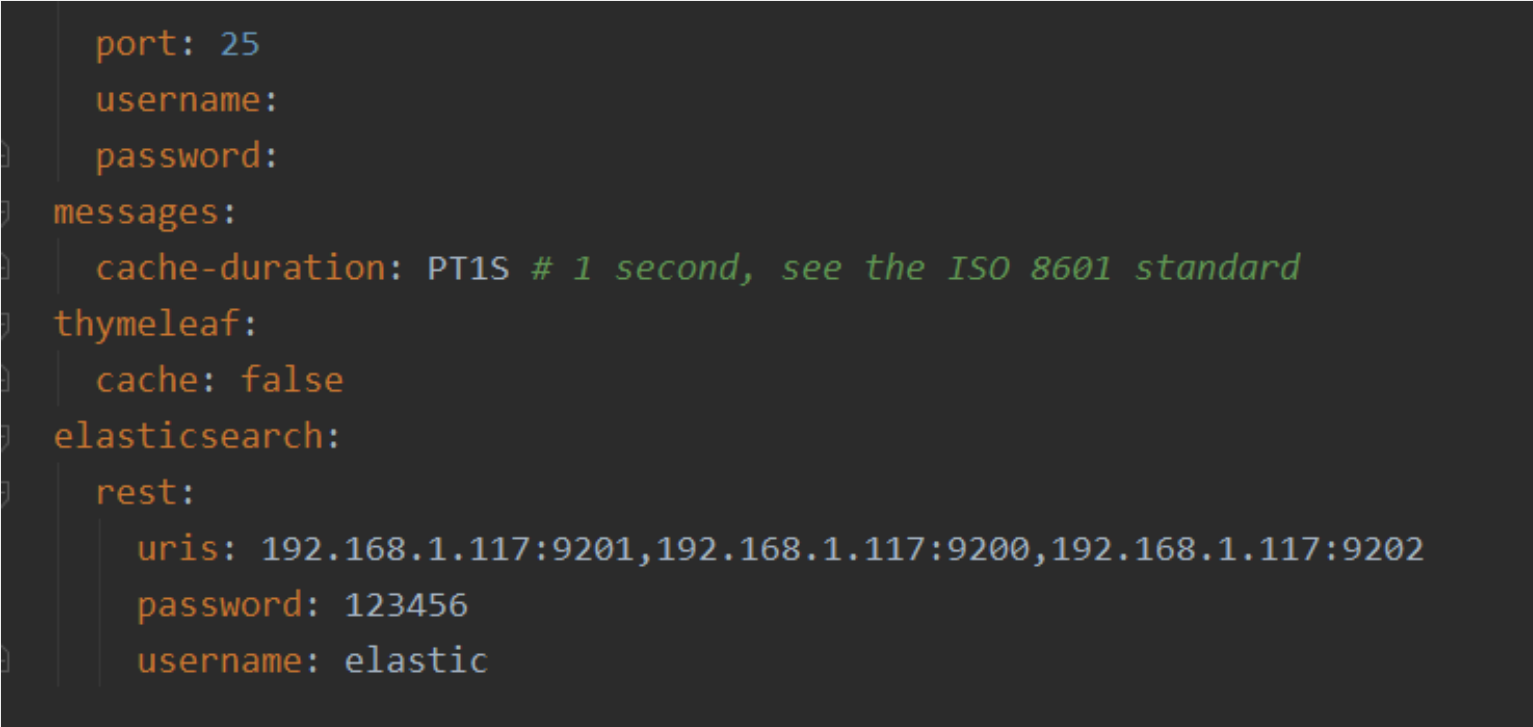 port: 25
username:
password:
messages:
cache-duration: PT1S # 1 second, see the ISO 8601 standard
thymeleaf:
cache: false
elasticsearch:
rest:
uris: 192.168.1.117:9201,192.168.1.117:9200,192.168.1.117:9202
password: 123456
username: elastic